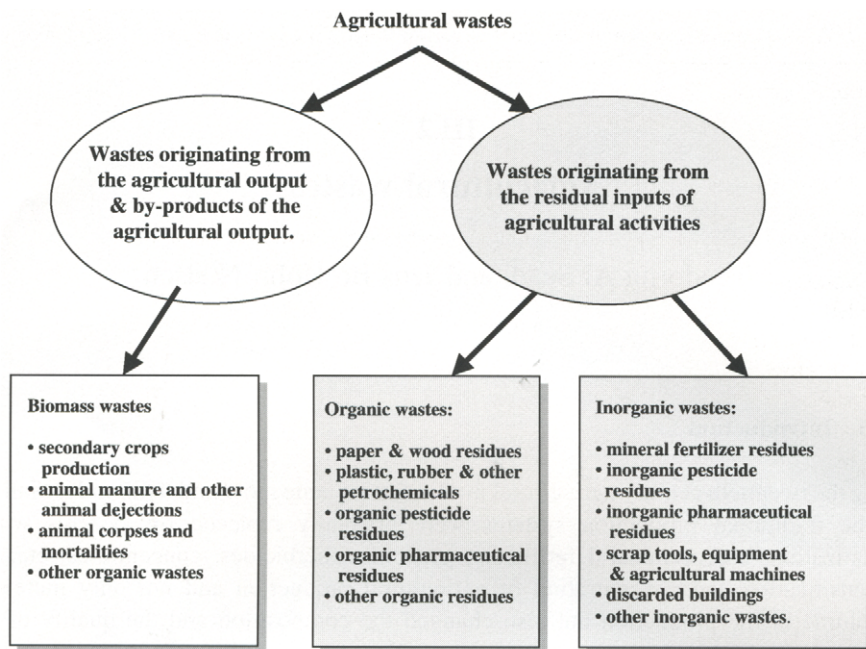 Agricultural wastes
Wastes originating from
the agricultural output
& by-products of the
agricultural output.
Wastes originating from
the residual inputs of
agricultural activities
Biomass wastes
• secondary crops
production
• animal manure and other
animal dejections
• animal corpses and
mortalities
• other organic wastes
Organic wastes:
• paper & wood residues
• plastic, rubber & other
petrochemicals
• organic pesticide
residues
• organic pharmaceutical
residues
• other organic residues
Inorganic wastes:
• mineral fertilizer residues
• inorganic pesticide
residues
• inorganic pharmaceutical
residues
• scrap tools, equipment
& agricultural machines
• discarded buildings
• other inorganic wastes.